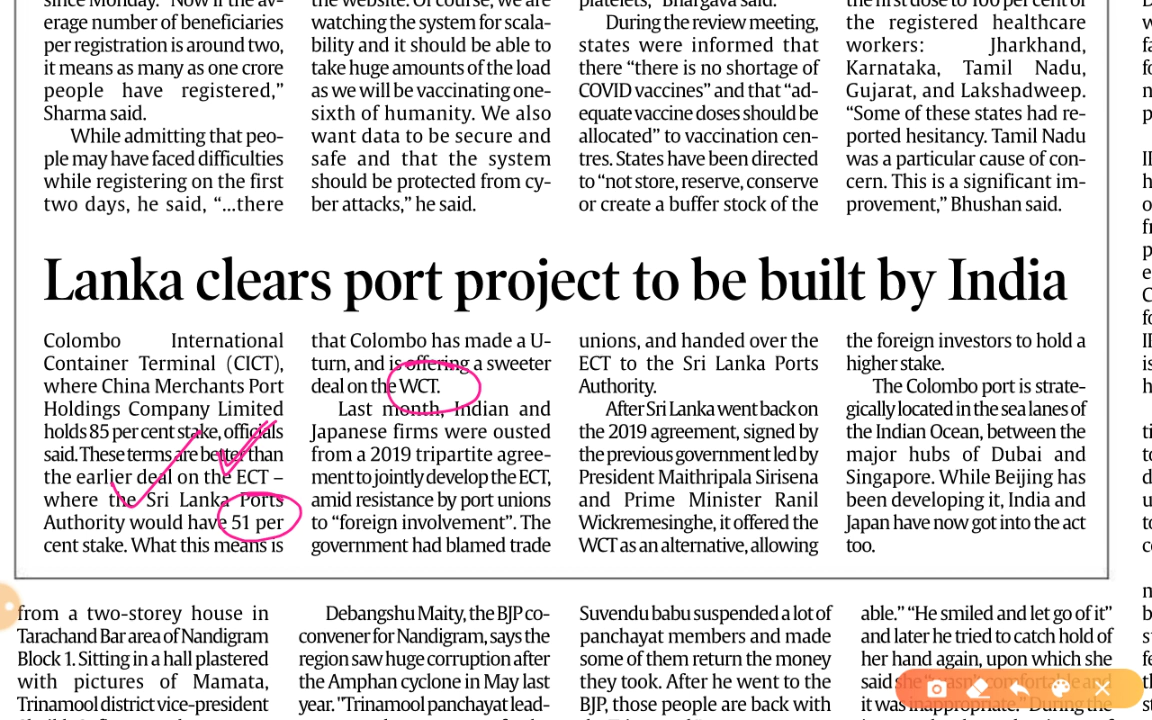 since Monday. "Now if the av-
erage number of beneficiaries
per registration is around two,
it means as many as one crore
people have registered,"
Sharma said.
While admitting that peo-
ple may have faced difficulties
while registering on the first
two days, he said, "...there
the website. Of course, we are
watching the system for scala-
bility and it should be able to
take huge amounts of the load
as we will be vaccinating one-
sixth of humanity. We also
want data to be secure and
safe and that the system
should be protected from cy-
ber attacks," he said.
platelets," Bhargava said.
During the review meeting,
states were informed that
there "there is no shortage of
COVID vaccines" and that "ad-
equate vaccine doses should be
allocated" to vaccination cen-
tres. States have been directed
to "not store, reserve, conserve
or create a buffer stock of the
the first dose to 100 per cent of
the registered healthcare
workers: Jharkhand,
Karnataka, Tamil Nadu,
Gujarat, and Lakshadweep.
"Some of these states had re-
ported hesitancy. Tamil Nadu
was a particular cause of con-
cern. This is a significant im-
provement," Bhushan said.
Lanka clears port project to be built by India
Colombo International
Container Terminal (CICT),
where China Merchants Port
Holdings Company Limited
holds 85 per cent stake, officials
said. These terms are better than
the earlier deal on the ECT –
where the Sri Lanka Ports
Authority would have 51 per
cent stake. What this means is
that Colombo has made a U-
turn, and is offering a sweeter
deal on the WCT.
Last month, Indian and
Japanese firms were ousted
from a 2019 tripartite agree-
ment to jointly develop the ECT,
amid resistance by port unions
to "foreign involvement". The
government had blamed trade
unions, and handed over the
ECT to the Sri Lanka Ports
Authority.
After Sri Lanka went back on
the 2019 agreement, signed by
the previous government led by
President Maithripala Sirisena
and Prime Minister Ranil
Wickremesinghe, it offered the
WCT as an alternative, allowing
the foreign investors to hold a
higher stake.
The Colombo port is strate-
gically located in the sea lanes of
the Indian Ocean, between the
major hubs of Dubai and
Singapore. While Beijing has
been developing it, India and
Japan have now got into the act
too.
from a two-storey house in
Tarachand Bar area of Nandigram
Block 1. Sitting in a hall plastered
with pictures of Mamata,
Trinamool district vice-president
Debangshu Maity, the BJP co-
convener for Nandigram, says the
region saw huge corruption after
the Amphan cyclone in May last
year. "Trinamool panchayat lead-
Suvendu babu suspended a lot of
panchayat members and made
some of them return the money
they took. After he went to the
BJP, those people are back with
able." "He smiled and let go of it"
and later he tried to catch hold of
her hand again, upon which she
said she "wasn't comfortable and
it was inappropriate." During the